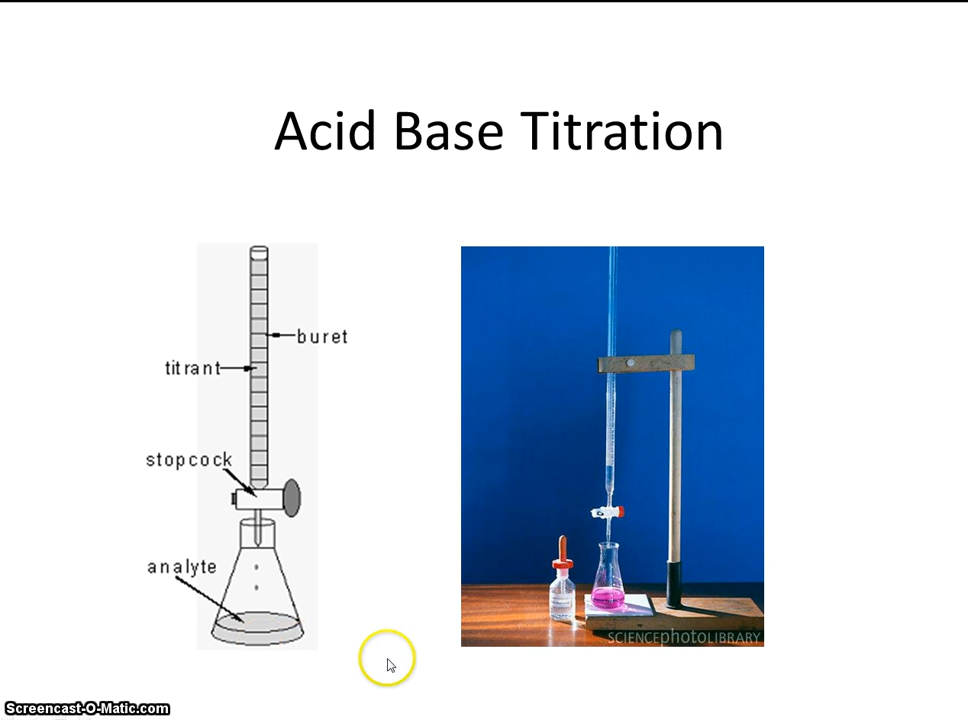 Acid Base Titration
buret
titrant
stopcock
analyte
SCIENCEPHOTOLIBRARY
Screencast-O-Matic.com